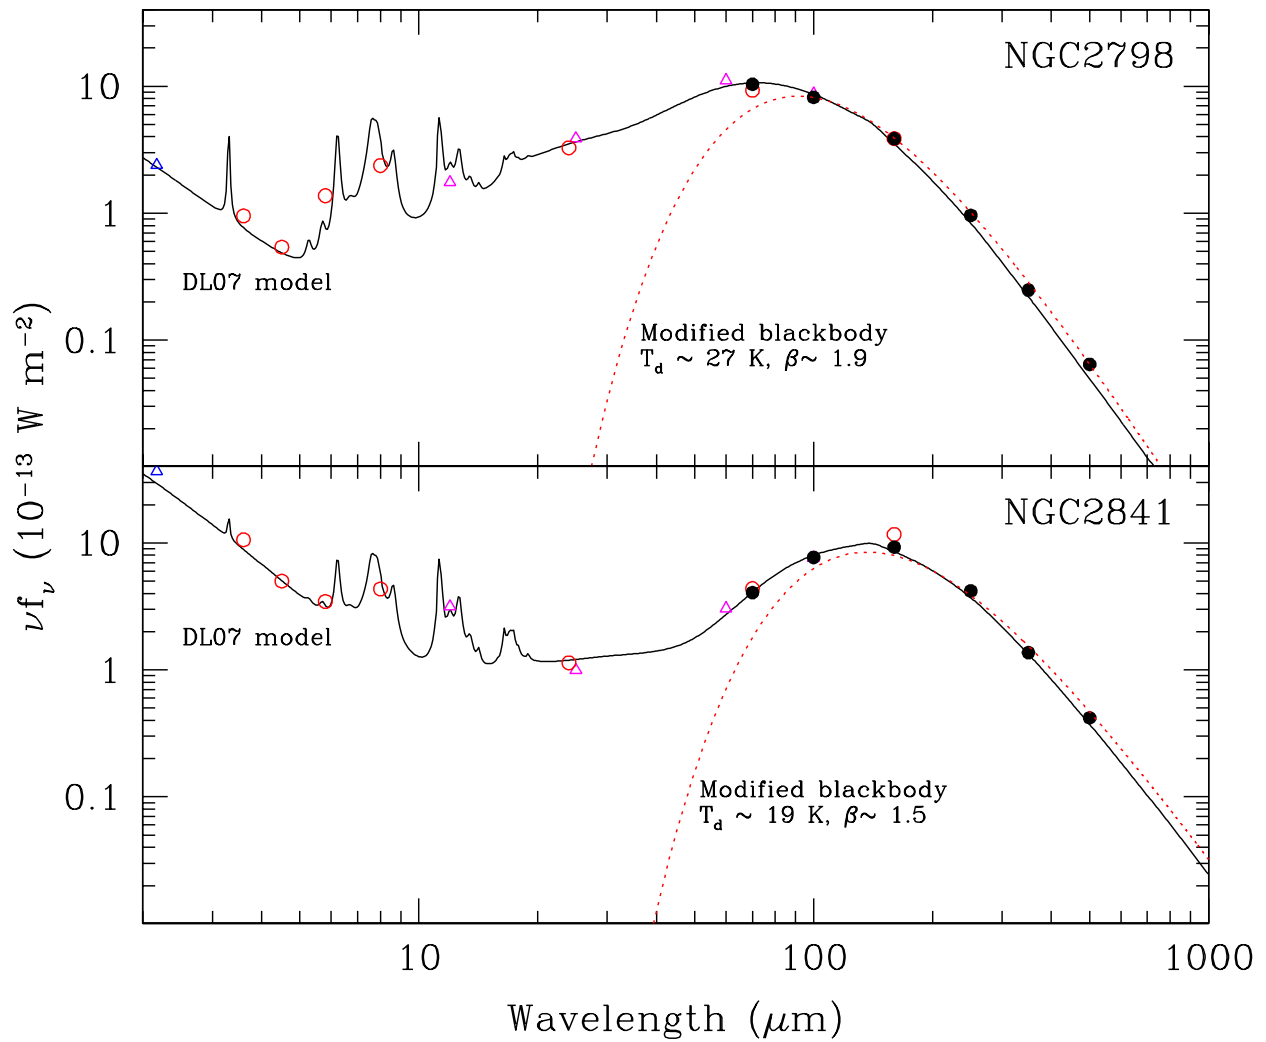 NGC2798
10
1
0.1
DL07 model
Modified blackbody
T_d ~ 27 K, β~ 1.9
νf_ν (10⁻¹³ W m⁻²)
NGC2841
10
1
0.1
DL07 model
Modified blackbody
T_d ~ 19 K, β~ 1.5
10 100 1000
Wavelength (μm)